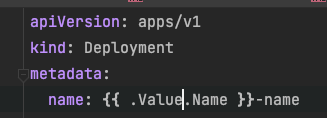 apiVersion: apps/v1
kind: Deployment
metadata:
  name: {{ .Value.Name }}-name